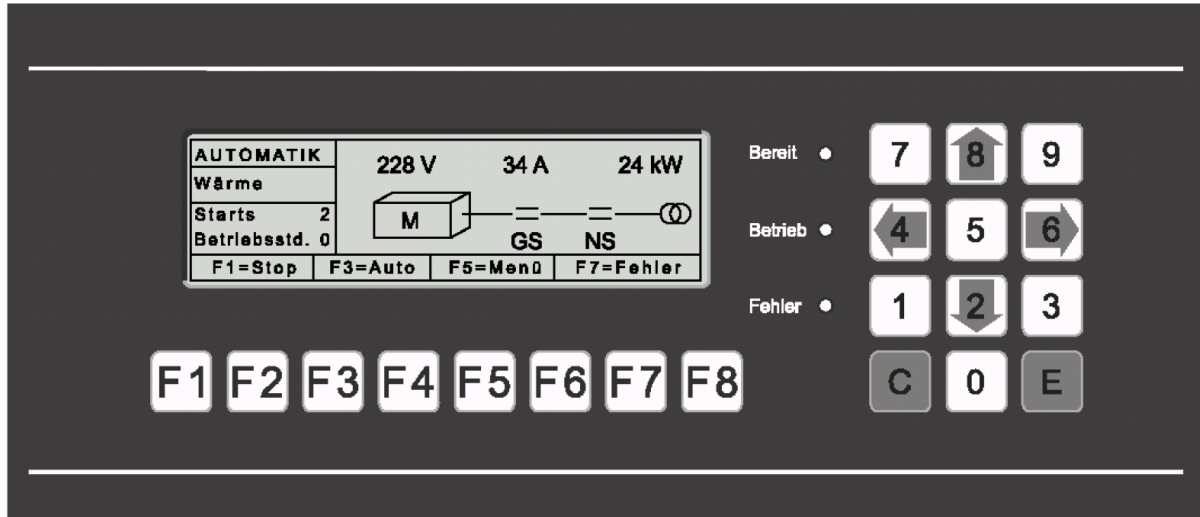 AUTOMATIK
Wärme
Starts 2
Betriebsstd. 0
228 V 34 A 24 kW
M
GS NS
F1=Stop F3=Auto F5=Menü F7=Fehler
Bereit
Betrieb
Fehler
7 8 9
4 5 6
1 2 3
C 0 E
F1 F2 F3 F4 F5 F6 F7 F8